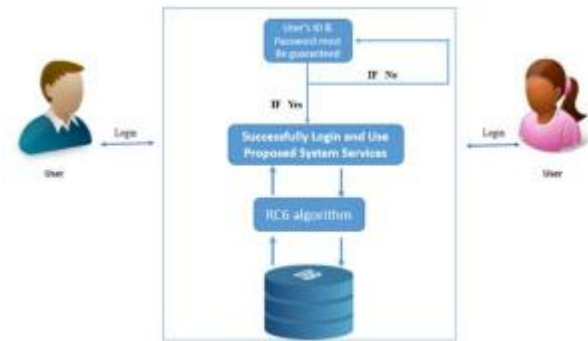 User's ID &
Password must
Be guaranteed
IF No
IF Yes
Login
Successfully Login and Use
Proposed System Services
Login
User
User
RC6 algorithm